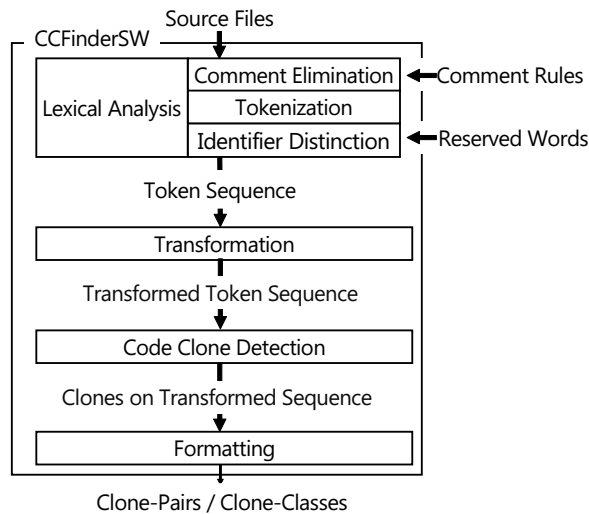 Source Files
CCFinderSW
Lexical Analysis
Comment Elimination
Comment Rules
Tokenization
Identifier Distinction
Reserved Words
Token Sequence
Transformation
Transformed Token Sequence
Code Clone Detection
Clones on Transformed Sequence
Formatting
Clone-Pairs / Clone-Classes